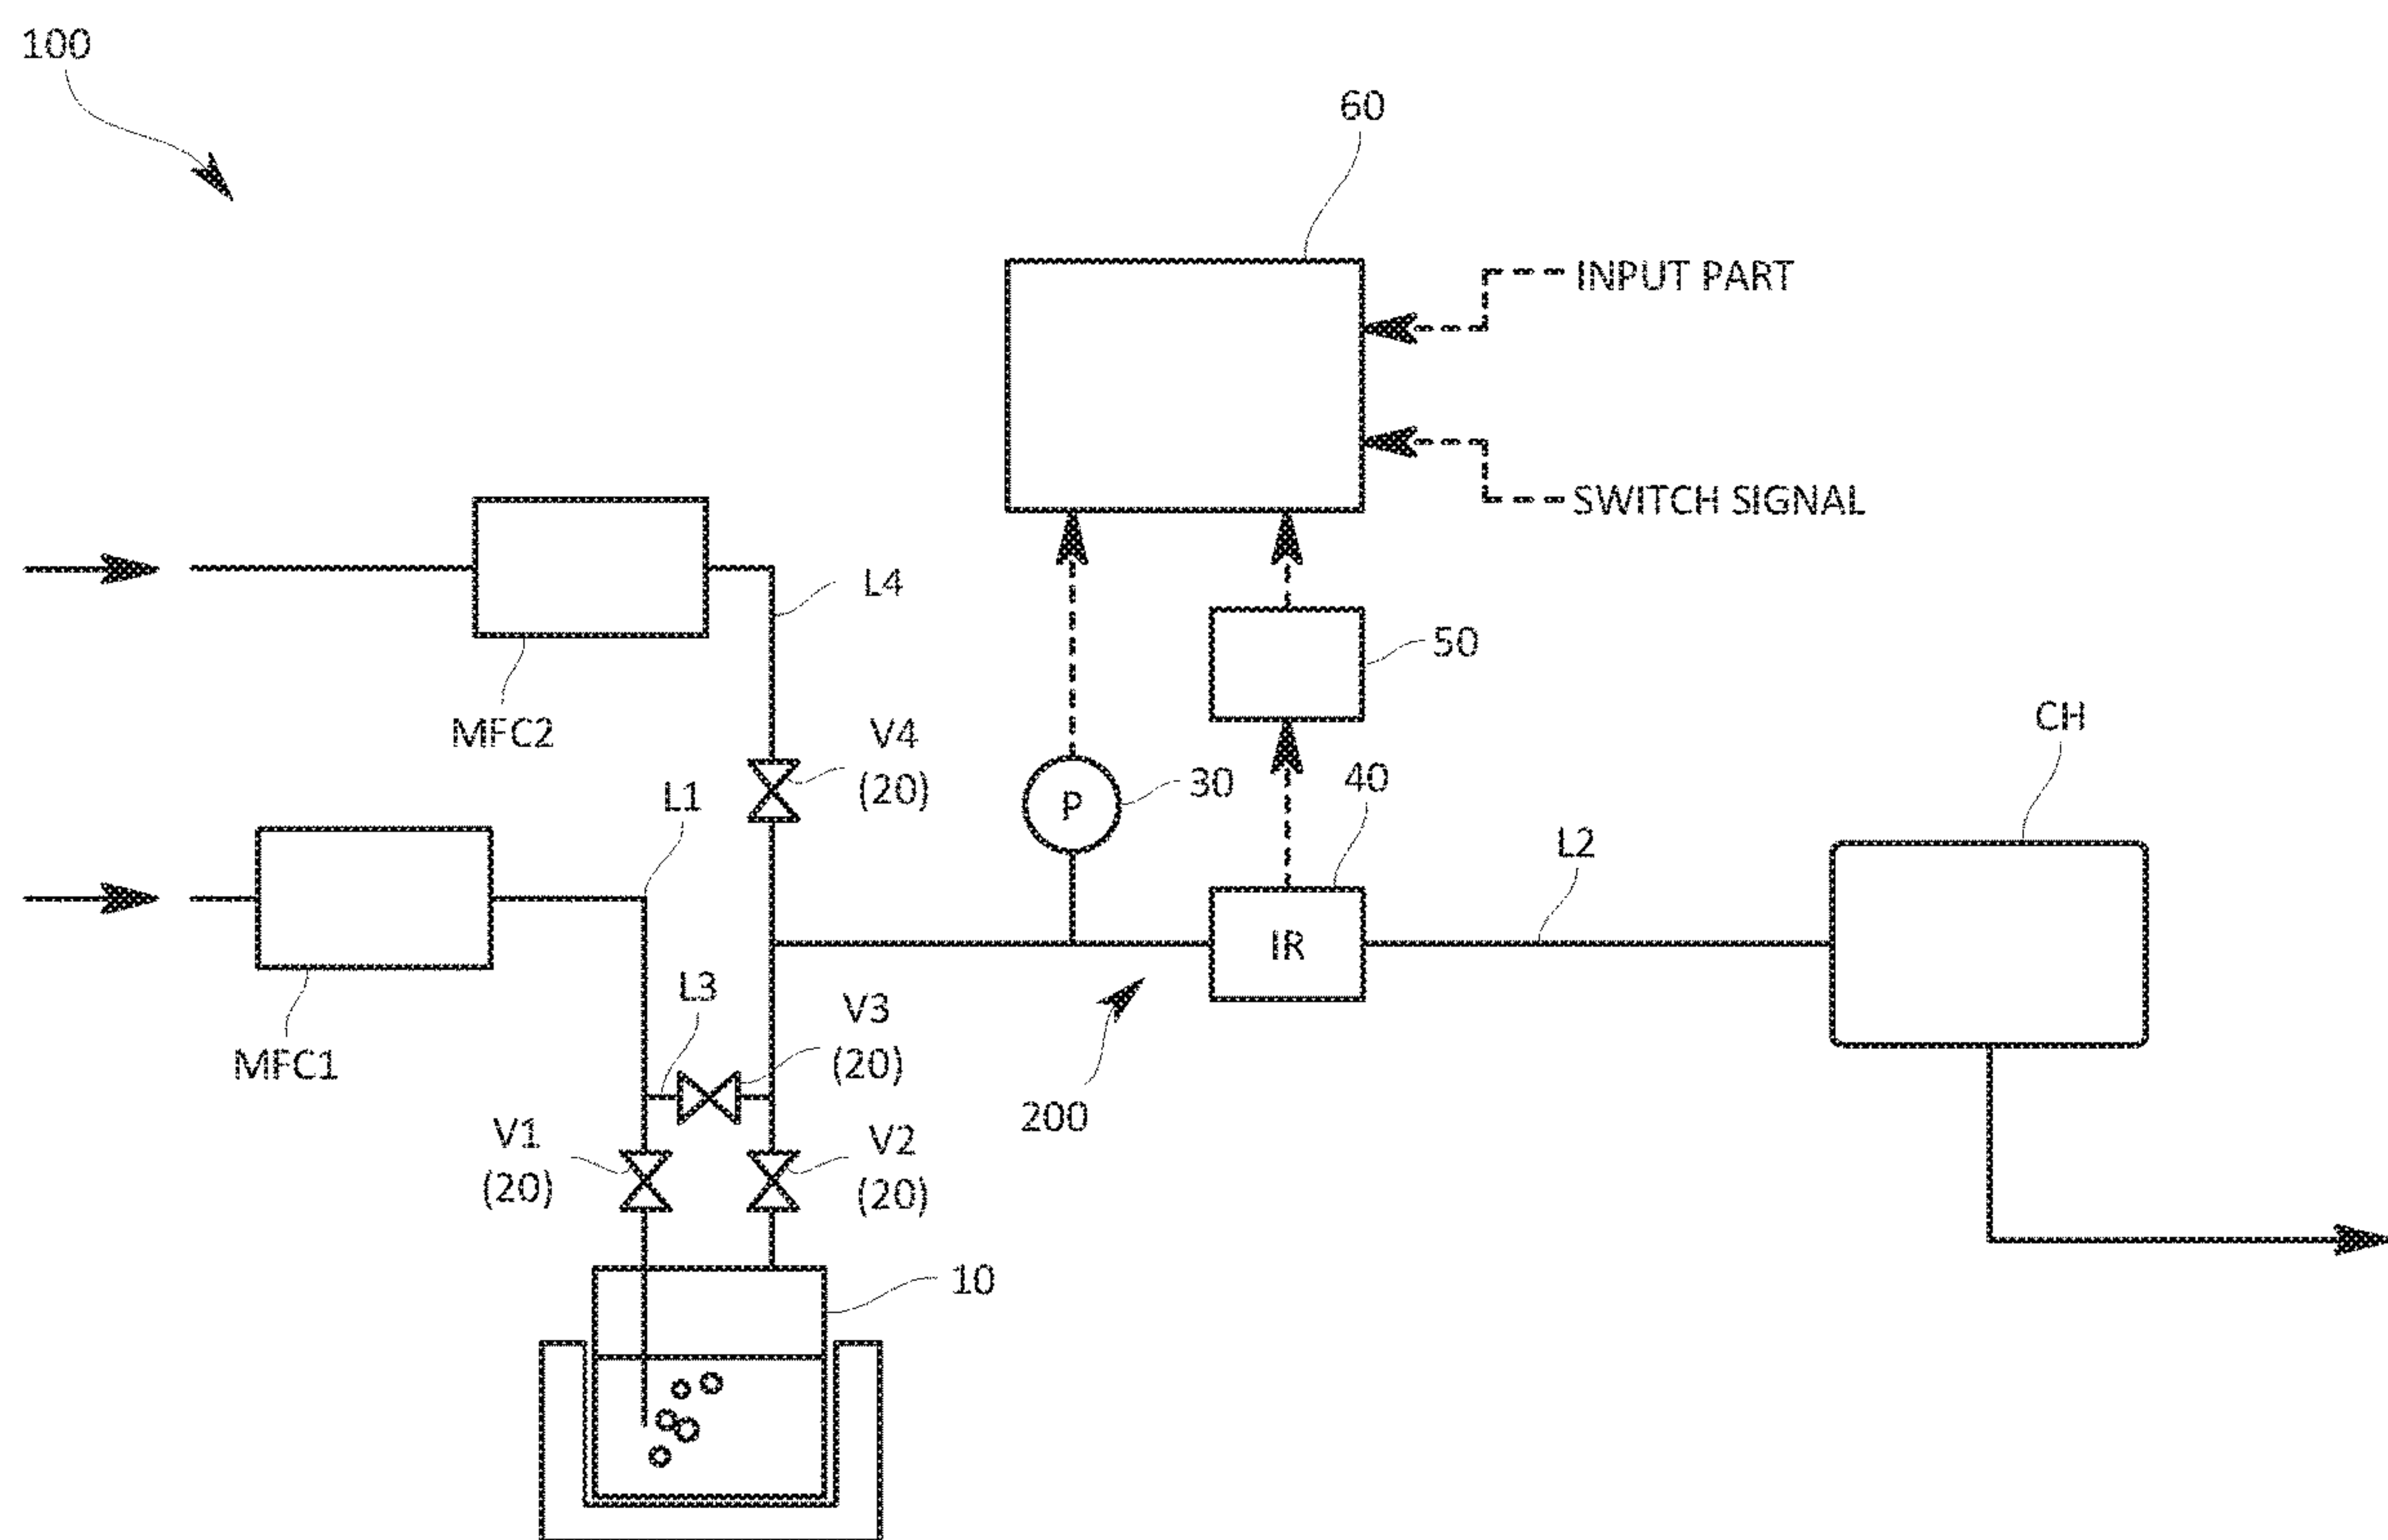 100
60
INPUT PART
SWITCH SIGNAL
L4
50
MFC2
V4
(20)
CH
L1
P
30
40
L2
IR
L3
V3
(20)
MFC1
200
V1
(20)
V2
(20)
10